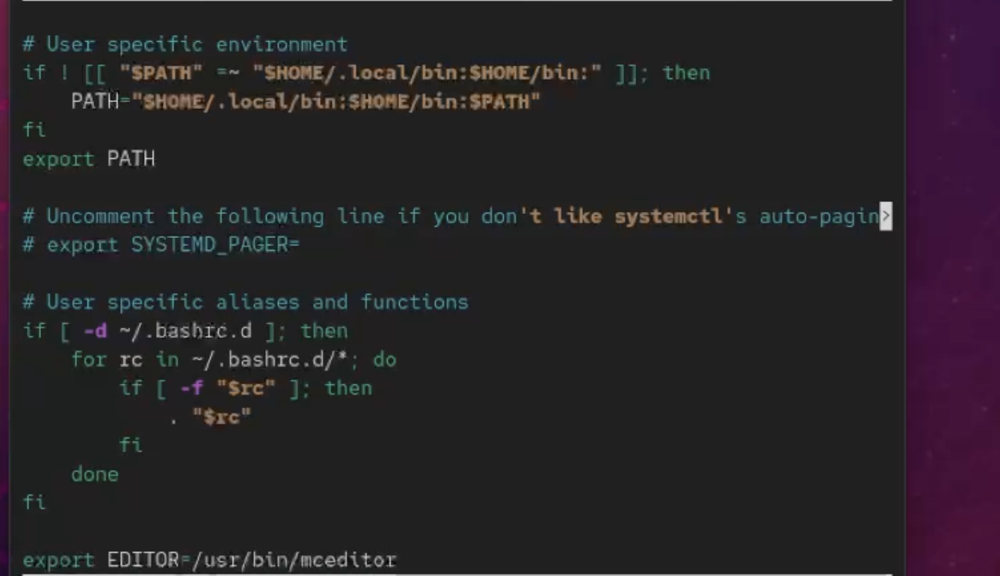 # User specific environment
if ! [[ "$PATH" =~ "$HOME/.local/bin:$HOME/bin:" ]]; then
    PATH="$HOME/.local/bin:$HOME/bin:$PATH"
fi
export PATH

# Uncomment the following line if you don't like systemctl's auto-pagin>
# export SYSTEMD_PAGER=

# User specific aliases and functions
if [ -d ~/.bashrc.d ]; then
    for rc in ~/.bashrc.d/*; do
        if [ -f "$rc" ]; then
            . "$rc"
        fi
    done
fi

export EDITOR=/usr/bin/mceditor